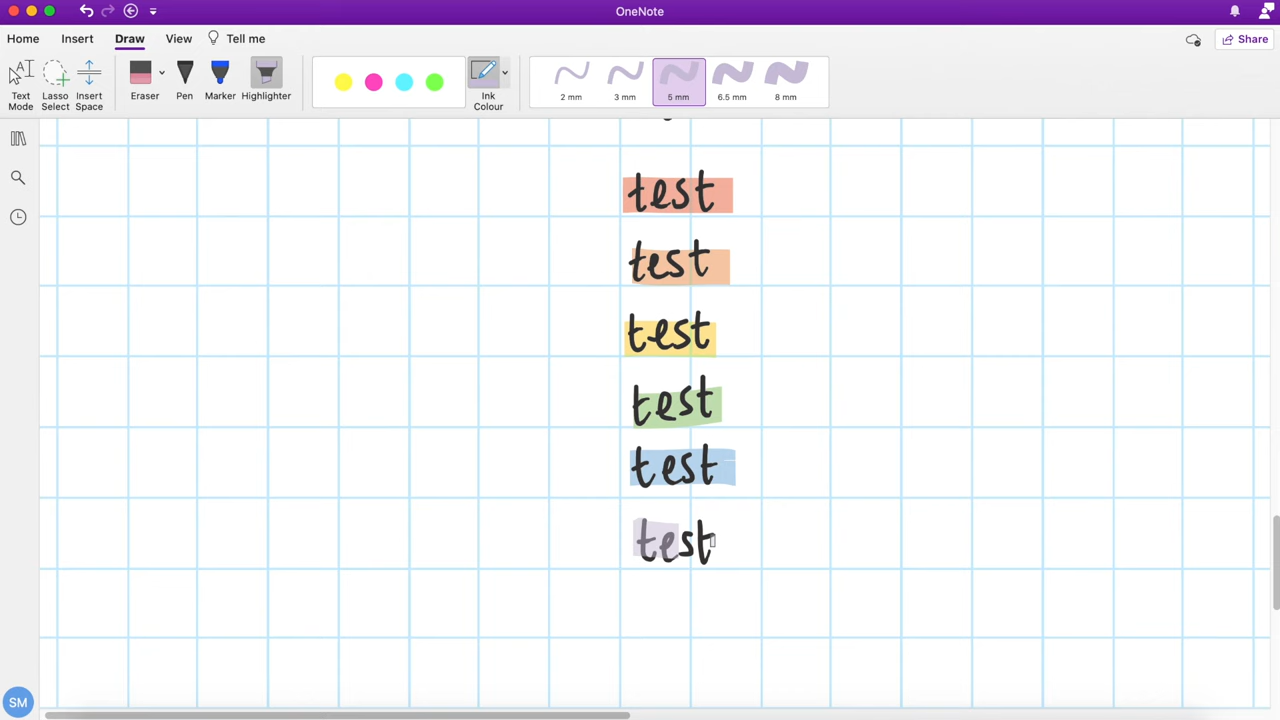 OneNote
Home Insert Draw View Tell me Share
Text Mode
Lasso Select
Insert Space
Eraser
Pen
Marker
Highlighter
Ink Colour
2 mm
3 mm
5 mm
6.5 mm
8 mm
test
test
test
test
test
test
SM